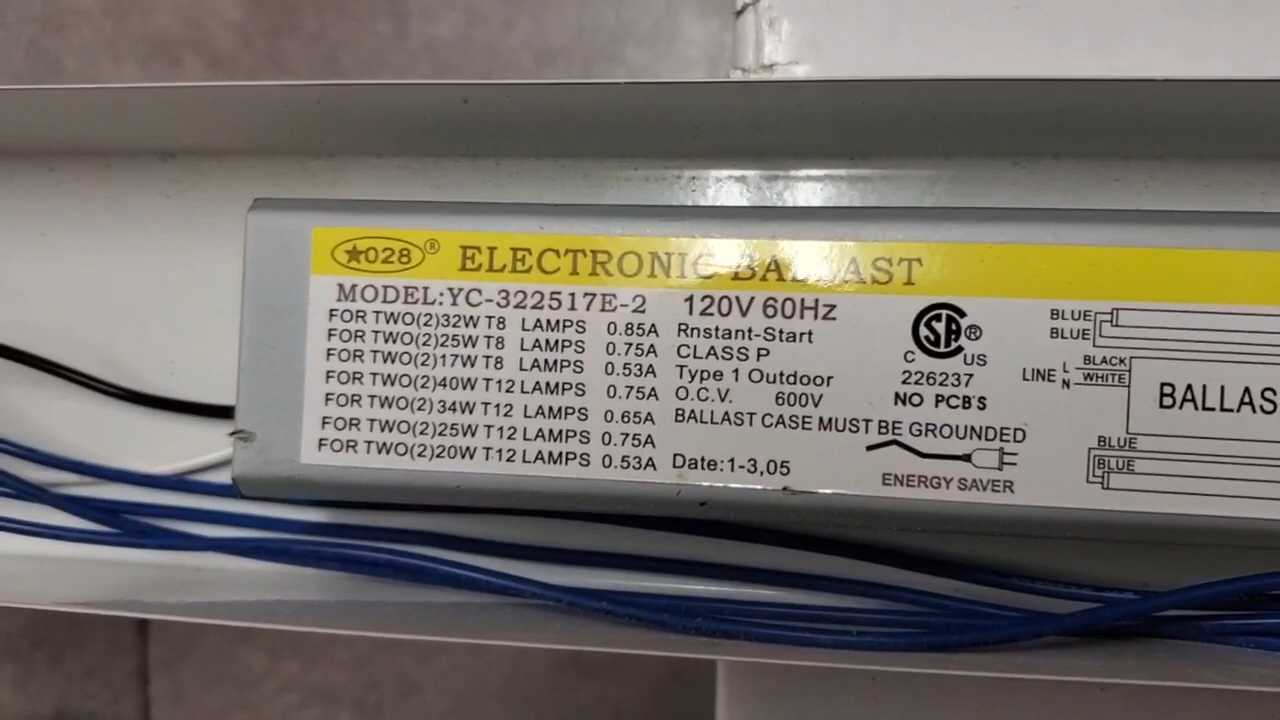 ★028® ELECTRONIC BALLAST
MODEL:YC-322517E-2 120V 60Hz
FOR TWO(2)32W T8 LAMPS 0.85A
FOR TWO(2)25W T8 LAMPS 0.75A
FOR TWO(2)17W T8 LAMPS 0.53A
FOR TWO(2)40W T12 LAMPS 0.75A
FOR TWO(2)34W T12 LAMPS 0.65A
FOR TWO(2)25W T12 LAMPS 0.75A
FOR TWO(2)20W T12 LAMPS 0.53A
Rnstant-Start
CLASS P
Type 1 Outdoor
O.C.V. 600V
BALLAST CASE MUST BE GROUNDED
Date:1-3,05
SA®
C US
226237
NO PCB'S
ENERGY SAVER
BLUE
BLUE
LINE L BLACK
N WHITE
BALLAS
BLUE
BLUE